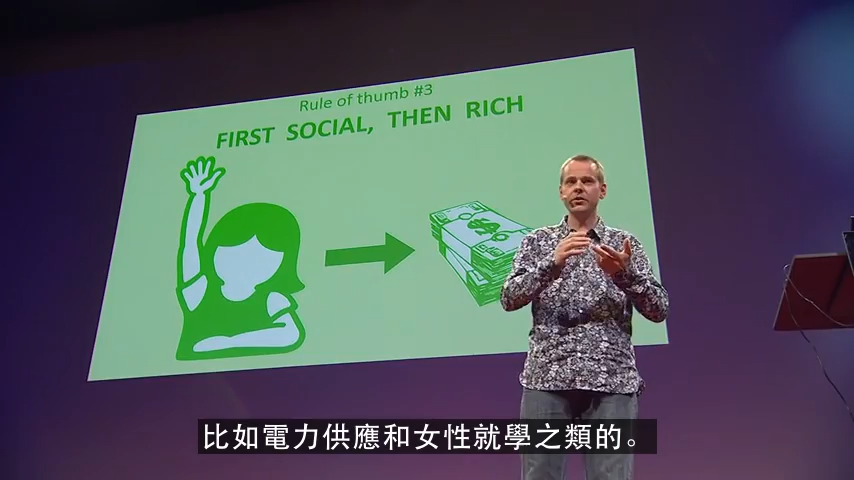 Rule of thumb #3
FIRST SOCIAL, THEN RICH
比如電力供應和女性就學之類的。